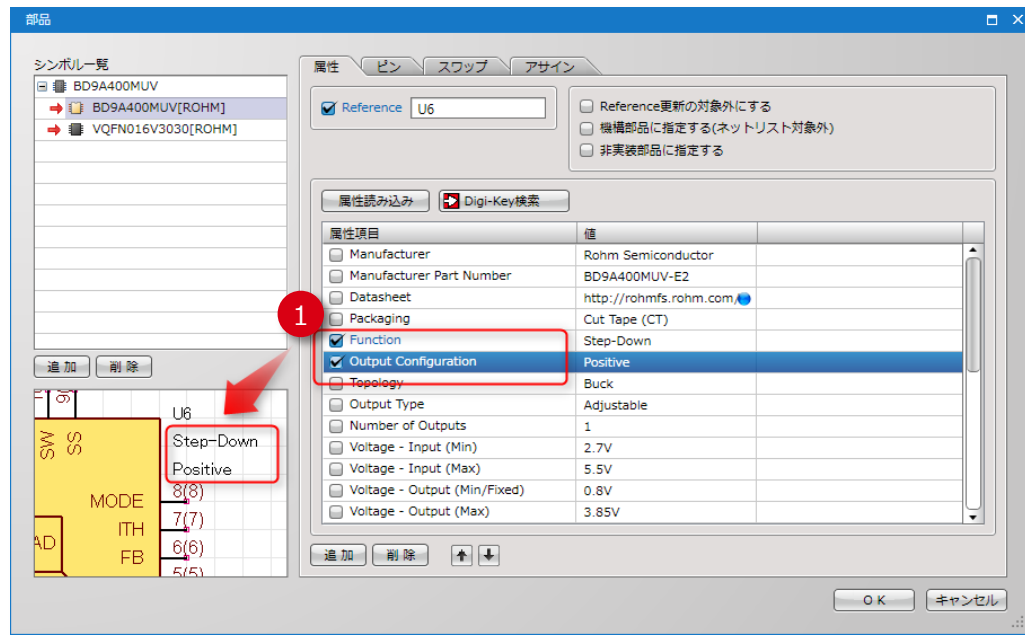 部品
シンボル一覧
BD9A400MUV
BD9A400MUV[ROHM]
VQFN016V3030[ROHM]
追 加
削 除
SW
SS
U6
Step-Down
Positive
MODE
8(8)
ITH
7(7)
AD
FB
6(6)
5(5)
1
属性
ピン
スワップ
アサイン
Reference U6
Reference更新の対象外にする
機構部品に指定する(ネットリスト対象外)
非実装部品に指定する
属性読み込み
Digi-Key検索
属性項目 値
Manufacturer Rohm Semiconductor
Manufacturer Part Number BD9A400MUV-E2
Datasheet http://rohmfs.rohm.com/
Packaging Cut Tape (CT)
Function Step-Down
Output Configuration Positive
Topology Buck
Output Type Adjustable
Number of Outputs 1
Voltage - Input (Min) 2.7V
Voltage - Input (Max) 5.5V
Voltage - Output (Min/Fixed) 0.8V
Voltage - Output (Max) 3.85V
追 加
削 除
O K
キャンセル